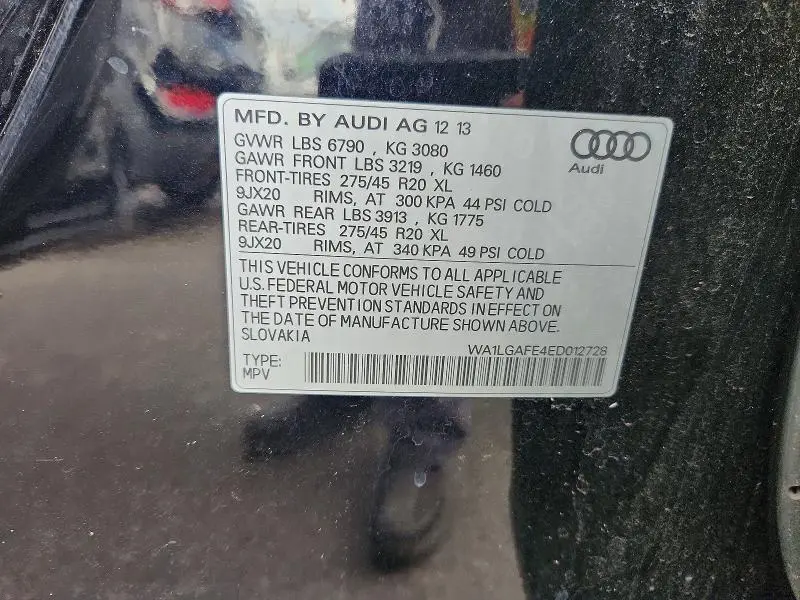 MFD. BY AUDI AG 12 13
GVWR LBS 6790 , KG 3080
GAWR FRONT LBS 3219 , KG 1460
FRONT-TIRES 275/45 R20 XL
9JX20 RIMS, AT 300 KPA 44 PSI COLD
GAWR REAR LBS 3913 , KG 1775
REAR-TIRES 275/45 R20 XL
9JX20 RIMS, AT 340 KPA 49 PSI COLD
Audi
THIS VEHICLE CONFORMS TO ALL APPLICABLE
U.S. FEDERAL MOTOR VEHICLE SAFETY AND
THEFT PREVENTION STANDARDS IN EFFECT ON
THE DATE OF MANUFACTURE SHOWN ABOVE.
SLOVAKIA
WA1LGAFE4ED012728
TYPE:
MPV